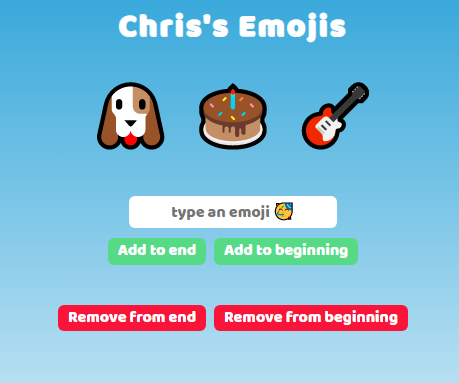 Chris's Emojis
type an emoji 🥳
Add to end Add to beginning
Remove from end Remove from beginning